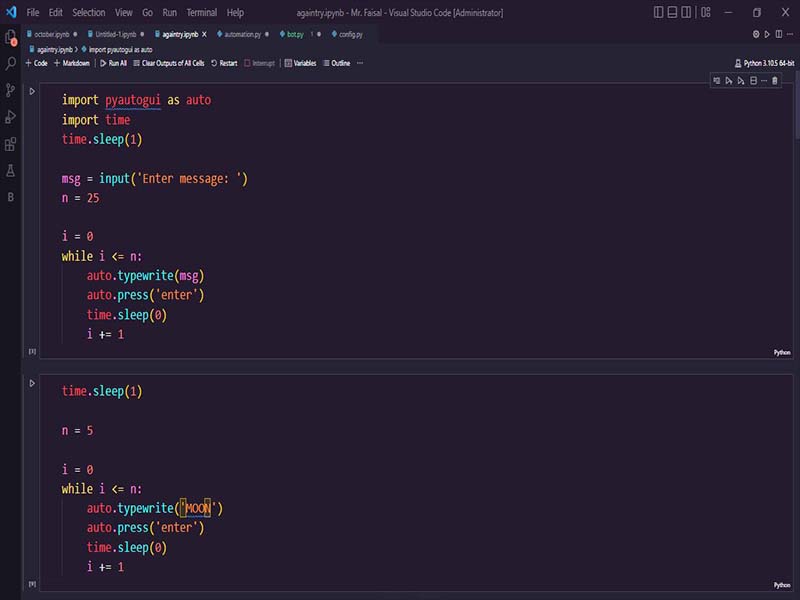 File Edit Selection View Go Run Terminal Help againtry.ipynb - Mr. Faisal - Visual Studio Code [Administrator]
october.ipynb Untitled-1.ipynb againtry.ipynb automation.py bot.py 1 config.py
againtry.ipynb > import pyautogui as auto
+ Code + Markdown Run All Clear Outputs of All Cells Restart Interrupt Variables Outline ... Python 3.10.5 64-bit
import pyautogui as auto
import time
time.sleep(1)
msg = input('Enter message: ')
n = 25
i = 0
while i <= n:
auto.typewrite(msg)
auto.press('enter')
time.sleep(0)
i += 1
Python
time.sleep(1)
n = 5
i = 0
while i <= n:
auto.typewrite('MOON')
auto.press('enter')
time.sleep(0)
i += 1
Python